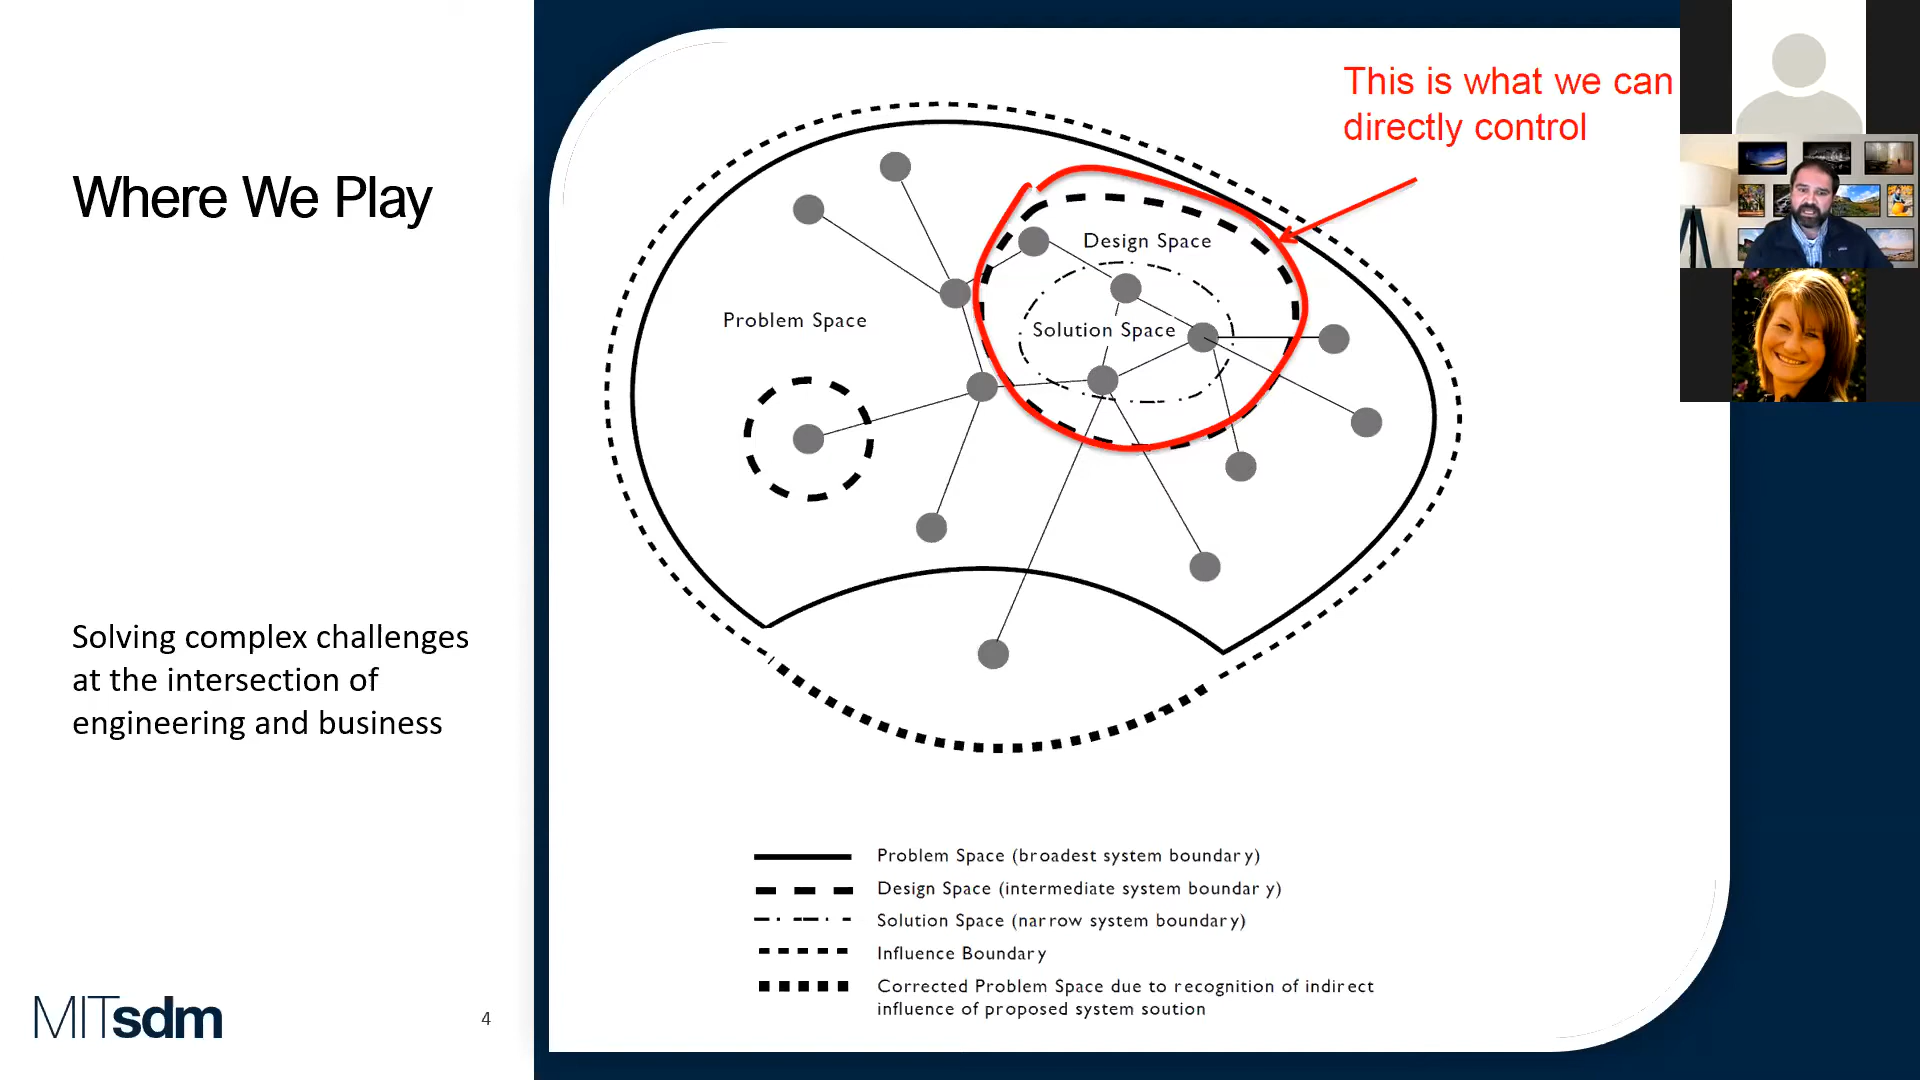 Where We Play
Solving complex challenges
at the intersection of
engineering and business
MITsdm
4
This is what we can
directly control
Design Space
Solution Space
Problem Space
Problem Space (broadest system boundary)
Design Space (intermediate system boundary)
Solution Space (narrow system boundary)
Influence Boundary
Corrected Problem Space due to recognition of indirect
influence of proposed system soution